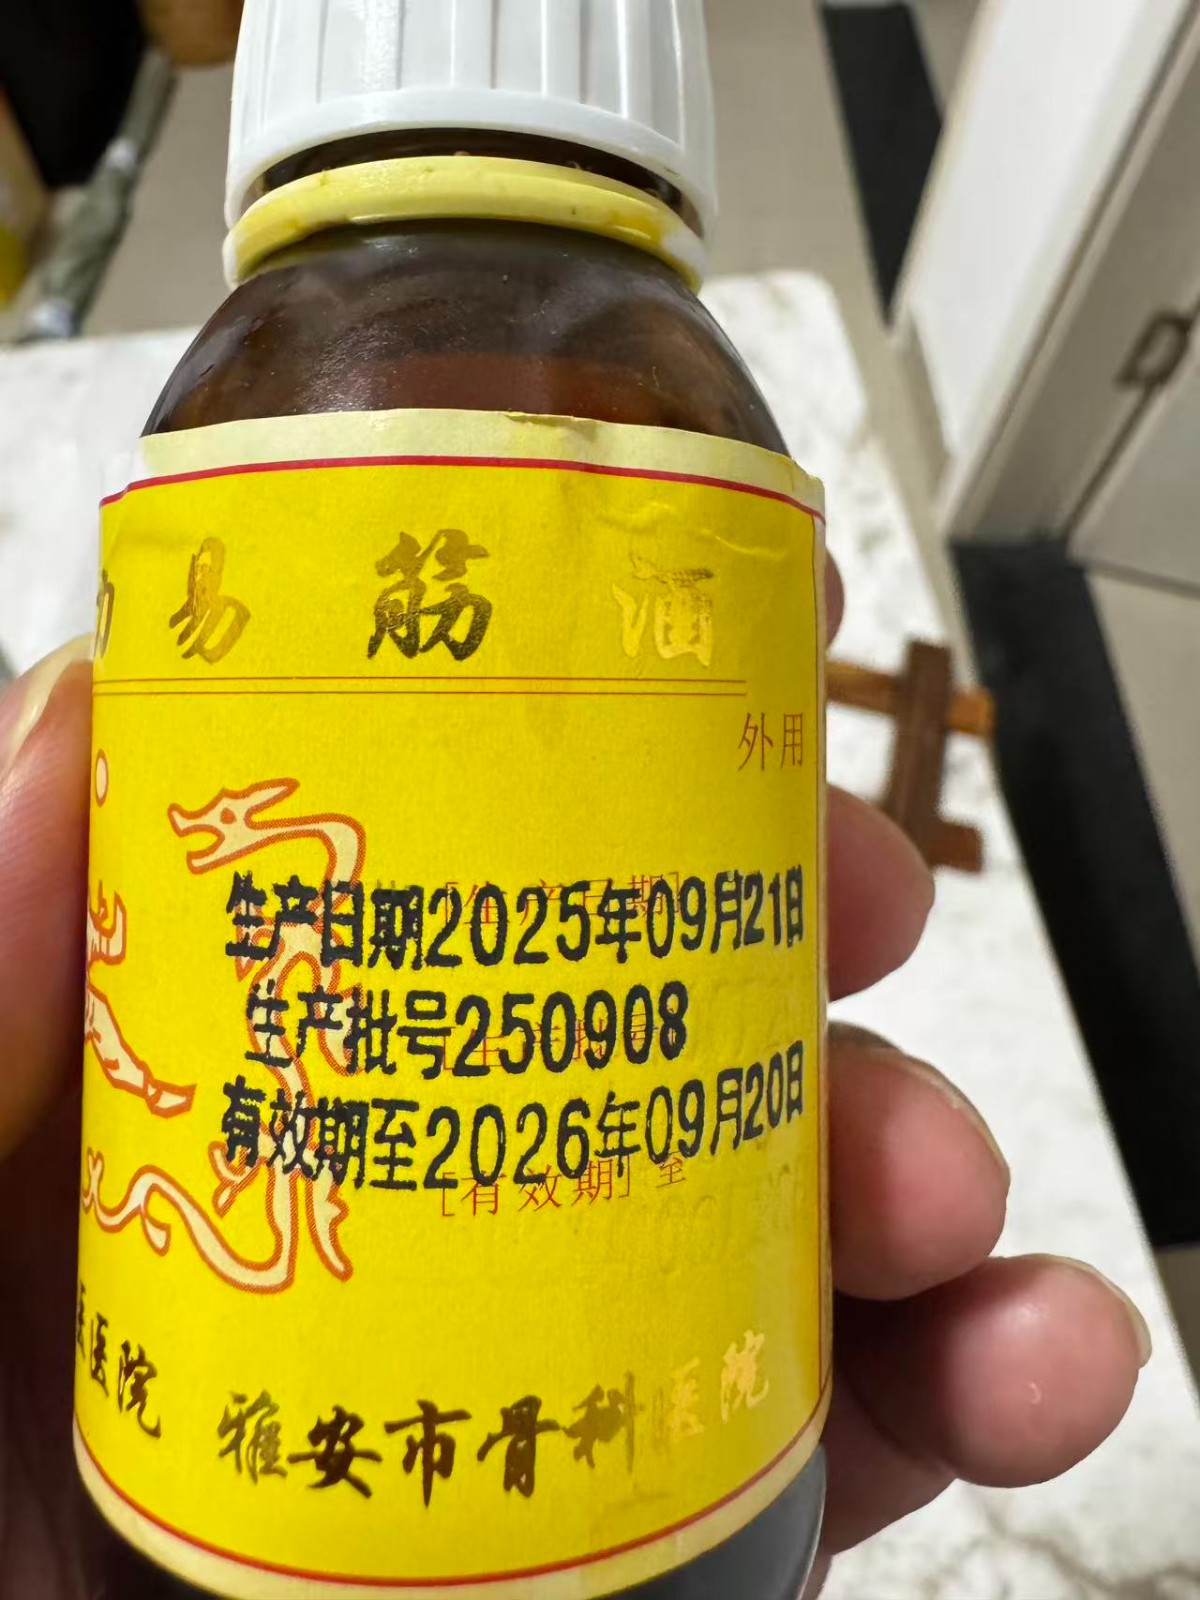 易筋酒
外用
生产日期2025年09月21日
生产批号250908
有效期至2026年09月20日
[有效期]至
医院
雅安市骨科医院